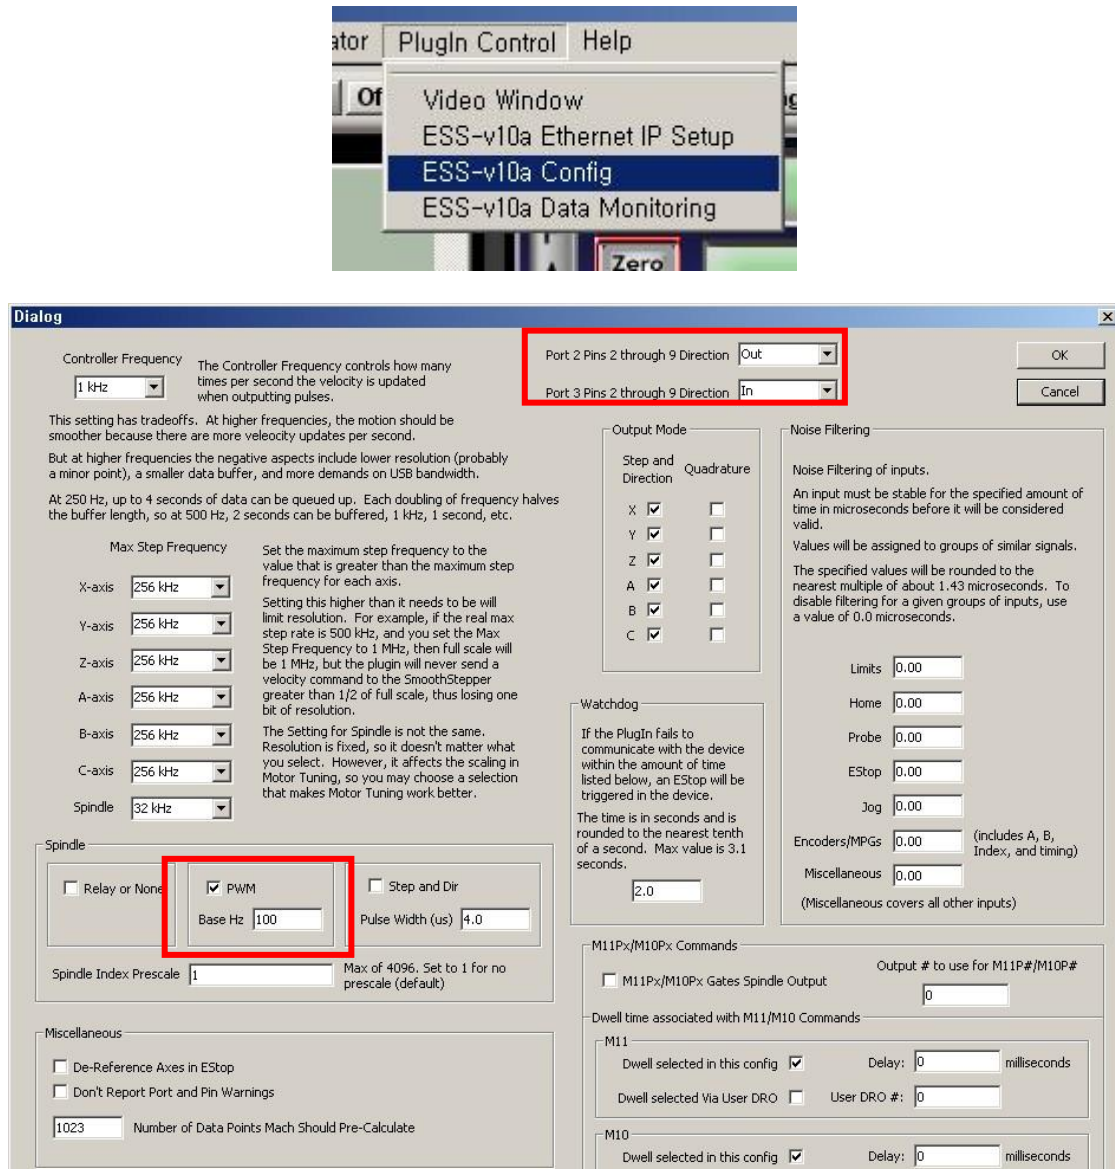 ator PlugIn Control Help
Of
Video Window
ESS-v10a Ethernet IP Setup
ESS-v10a Config
ESS-v10a Data Monitoring
Zero
Dialog
Controller Frequency
1 kHz
The Controller Frequency controls how many
times per second the velocity is updated
when outputting pulses.
This setting has tradeoffs. At higher frequencies, the motion should be
smoother because there are more veleocity updates per second.
But at higher frequencies the negative aspects include lower resolution (probably
a minor point), a smaller data buffer, and more demands on USB bandwidth.
At 250 Hz, up to 4 seconds of data can be queued up. Each doubling of frequency halves
the buffer length, so at 500 Hz, 2 seconds can be buffered, 1 kHz, 1 second, etc.
Max Step Frequency
X-axis 256 kHz
Y-axis 256 kHz
Z-axis 256 kHz
A-axis 256 kHz
B-axis 256 kHz
C-axis 256 kHz
Spindle 32 kHz
Set the maximum step frequency to the
value that is greater than the maximum step
frequency for each axis.
Setting this higher than it needs to be will
limit resolution. For example, if the real max
step rate is 500 kHz, and you set the Max
Step Frequency to 1 MHz, then full scale will
be 1 MHz, but the plugin will never send a
velocity command to the SmoothStepper
greater than 1/2 of full scale, thus losing one
bit of resolution.
The Setting for Spindle is not the same.
Resolution is fixed, so it doesn't matter what
you select. However, it affects the scaling in
Motor Tuning, so you may choose a selection
that makes Motor Tuning work better.
Spindle
Relay or None
PWM
Base Hz 100
Step and Dir
Pulse Width (us) 4.0
Spindle Index Prescale 1
Max of 4096. Set to 1 for no
prescale (default)
Miscellaneous
De-Reference Axes in EStop
Don't Report Port and Pin Warnings
1023 Number of Data Points Mach Should Pre-Calculate
Port 2 Pins 2 through 9 Direction Out
Port 3 Pins 2 through 9 Direction In
OK
Cancel
Output Mode
Step and
Direction
Quadrature
X
Y
Z
A
B
C
Watchdog
If the PlugIn fails to
communicate with the device
within the amount of time
listed below, an EStop will be
triggered in the device.
The time is in seconds and is
rounded to the nearest tenth
of a second. Max value is 3.1
seconds.
2.0
Noise Filtering
Noise Filtering of inputs.
An input must be stable for the specified amount of
time in microseconds before it will be considered
valid.
Values will be assigned to groups of similar signals.
The specified values will be rounded to the
nearest multiple of about 1.43 microseconds. To
disable filtering for a given groups of inputs, use
a value of 0.0 microseconds.
Limits 0.00
Home 0.00
Probe 0.00
EStop 0.00
Jog 0.00
Encoders/MPGs 0.00 (includes A, B,
Index, and timing)
Miscellaneous 0.00
(Miscellaneous covers all other inputs)
M11Px/M10Px Commands
M11Px/M10Px Gates Spindle Output
Output # to use for M11P#/M10P#
0
Dwell time associated with M11/M10 Commands
M11
Dwell selected in this config Delay: 0 milliseconds
Dwell selected Via User DRO User DRO #: 0
M10
Dwell selected in this config Delay: 0 milliseconds